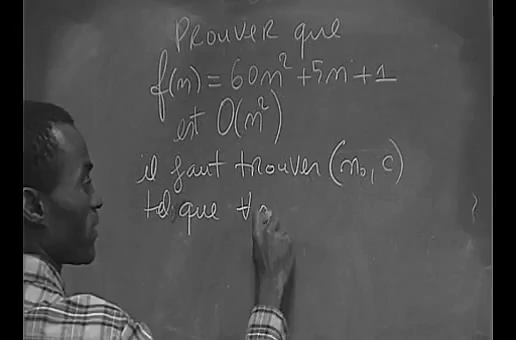 Prouver que
f(n) = 60n² + 5n + 1
est O(n²)
il faut trouver (n₀, c)
tel que ∀